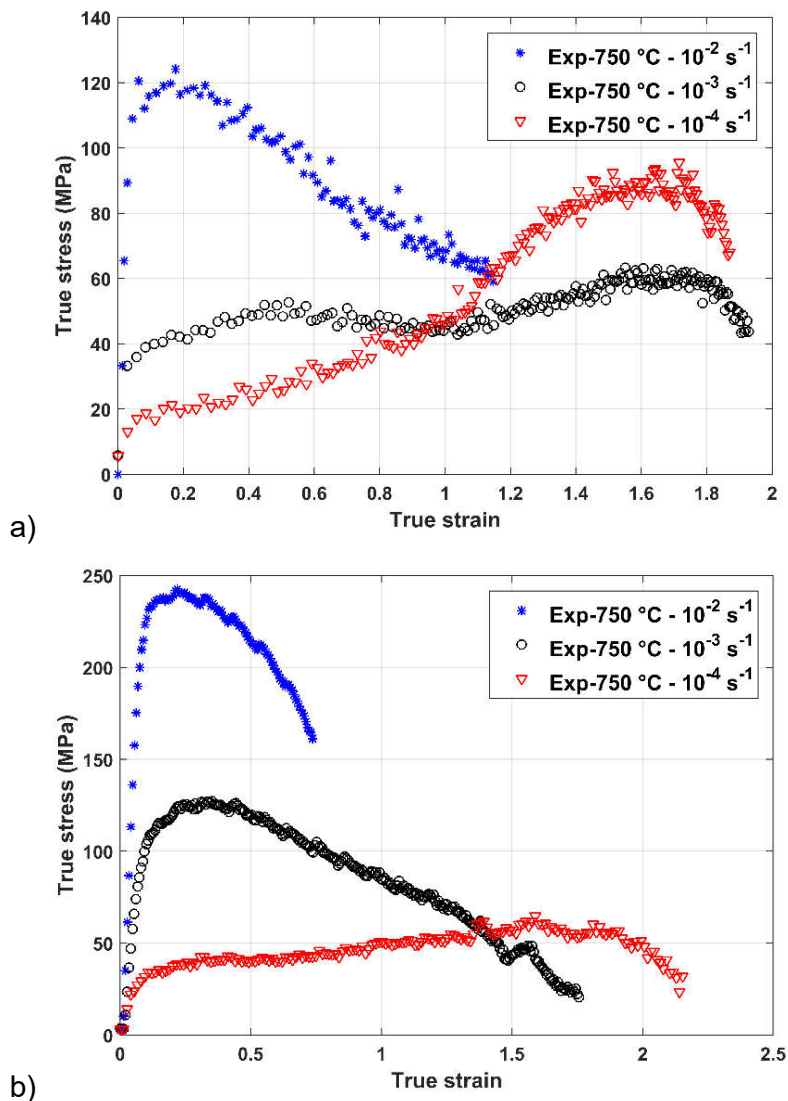 140
120
100
80
60
40
20
0
True stress (MPa)
Exp-750 °C - 10⁻² s⁻¹
Exp-750 °C - 10⁻³ s⁻¹
Exp-750 °C - 10⁻⁴ s⁻¹
0 0.2 0.4 0.6 0.8 1 1.2 1.4 1.6 1.8 2
True strain
a)
250
200
150
100
50
0
True stress (MPa)
Exp-750 °C - 10⁻² s⁻¹
Exp-750 °C - 10⁻³ s⁻¹
Exp-750 °C - 10⁻⁴ s⁻¹
0 0.5 1 1.5 2 2.5
True strain
b)